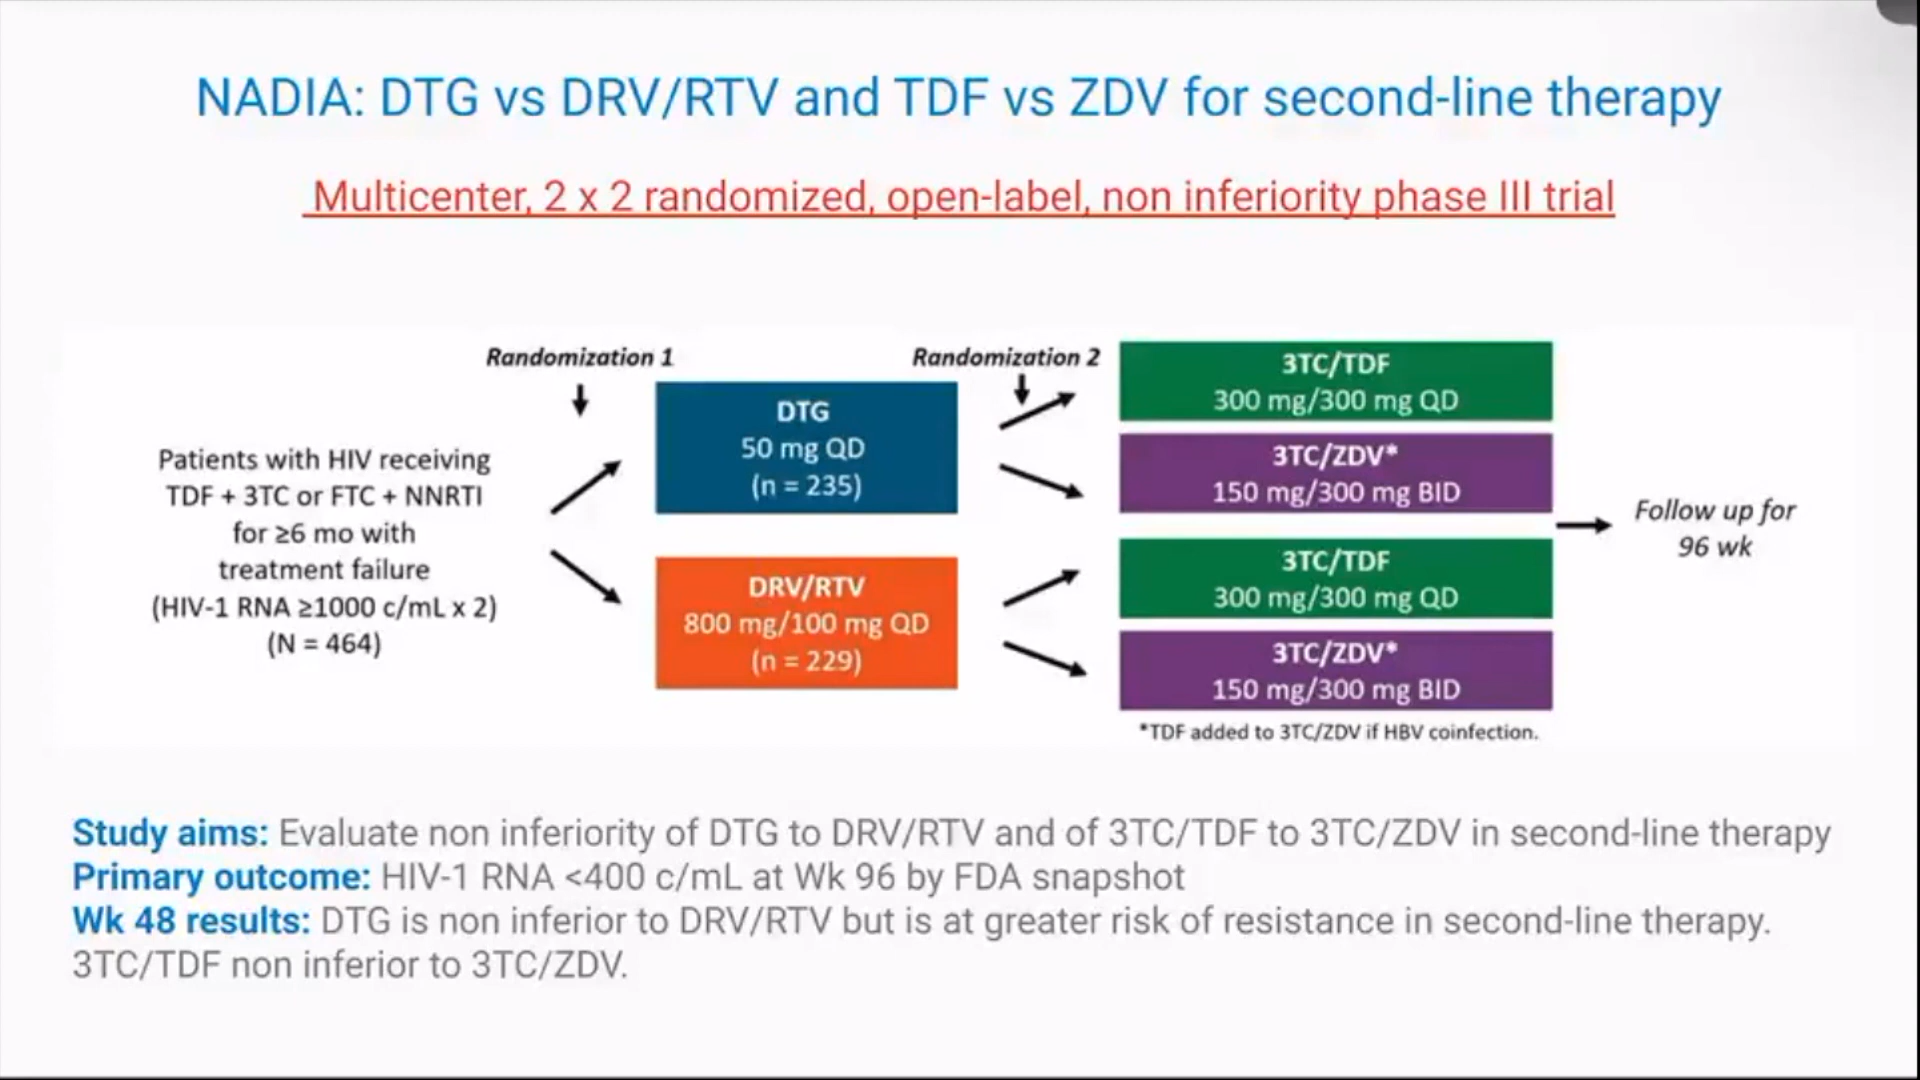 NADIA: DTG vs DRV/RTV and TDF vs ZDV for second-line therapy
Multicenter, 2 x 2 randomized, open-label, non inferiority phase III trial
Randomization 1
Randomization 2
Patients with HIV receiving
TDF + 3TC or FTC + NNRTI
for ≥6 mo with
treatment failure
(HIV-1 RNA ≥1000 c/mL x 2)
(N = 464)
DTG
50 mg QD
(n = 235)
DRV/RTV
800 mg/100 mg QD
(n = 229)
3TC/TDF
300 mg/300 mg QD
3TC/ZDV*
150 mg/300 mg BID
3TC/TDF
300 mg/300 mg QD
3TC/ZDV*
150 mg/300 mg BID
*TDF added to 3TC/ZDV if HBV coinfection.
Follow up for
96 wk
Study aims: Evaluate non inferiority of DTG to DRV/RTV and of 3TC/TDF to 3TC/ZDV in second-line therapy
Primary outcome: HIV-1 RNA <400 c/mL at Wk 96 by FDA snapshot
Wk 48 results: DTG is non inferior to DRV/RTV but is at greater risk of resistance in second-line therapy.
3TC/TDF non inferior to 3TC/ZDV.